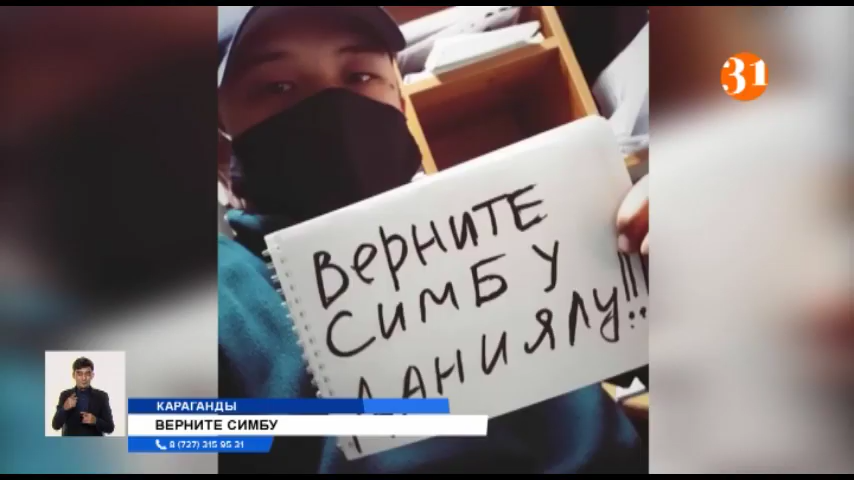 31
Верните
СИМБУ
ДАНИЯЛУ!!!
КАРАГАНДЫ
ВЕРНИТЕ СИМБУ
8 (727) 315 95 31